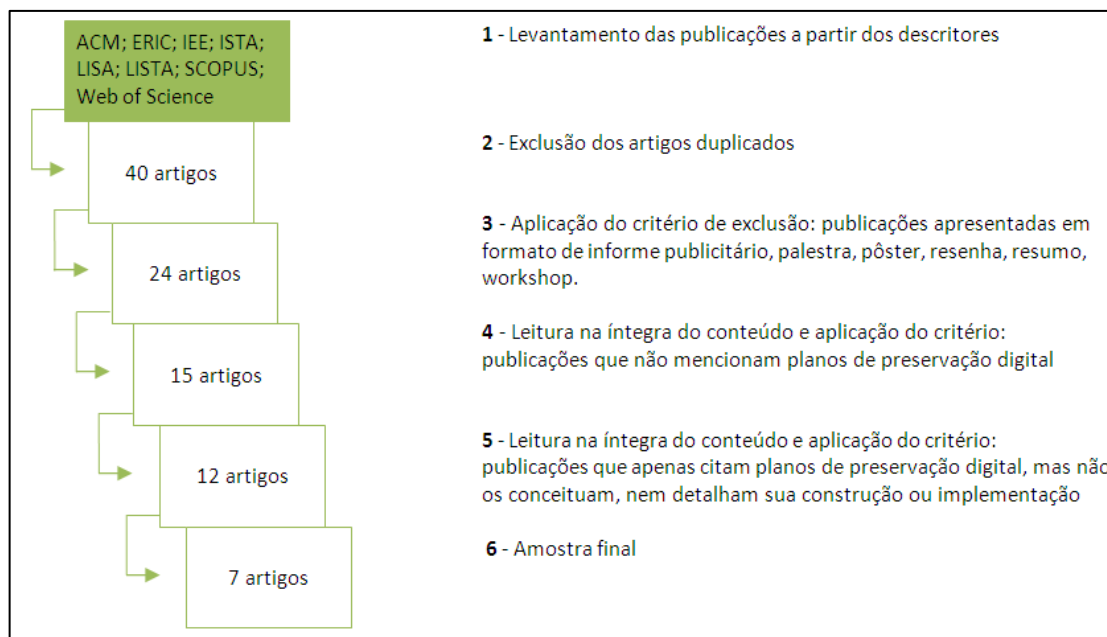 ACM; ERIC; IEE; ISTA;
LISA; LISTA; SCOPUS;
Web of Science
1 - Levantamento das publicações a partir dos descritores
40 artigos
2 - Exclusão dos artigos duplicados
24 artigos
3 - Aplicação do critério de exclusão: publicações apresentadas em
formato de informe publicitário, palestra, pôster, resenha, resumo,
workshop.
15 artigos
4 - Leitura na íntegra do conteúdo e aplicação do critério:
publicações que não mencionam planos de preservação digital
12 artigos
5 - Leitura na íntegra do conteúdo e aplicação do critério:
publicações que apenas citam planos de preservação digital, mas não
os conceituam, nem detalham sua construção ou implementação
7 artigos
6 - Amostra final